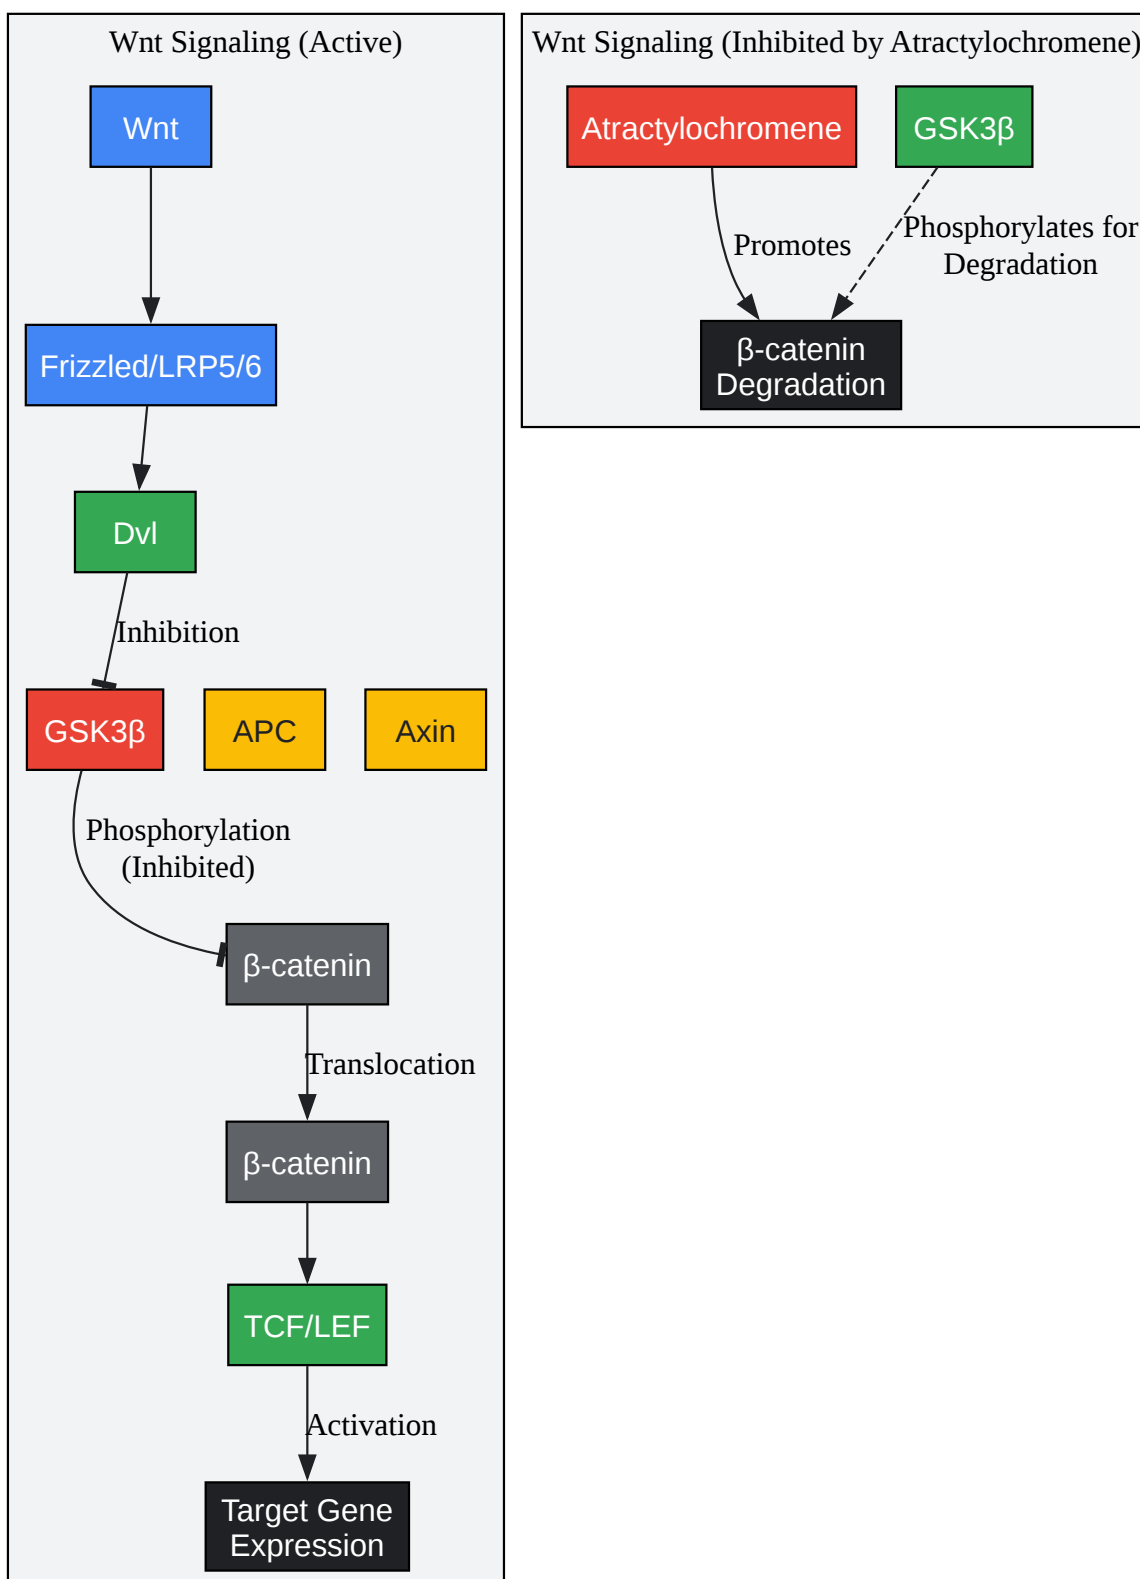 Wnt Signaling (Active)
Wnt
Frizzled/LRP5/6
Dvl
Inhibition
GSK3β
APC
Axin
Phosphorylation
(Inhibited)
β-catenin
Translocation
β-catenin
TCF/LEF
Activation
Target Gene
Expression
Wnt Signaling (Inhibited by Atractylochromene)
Atractylochromene
GSK3β
Promotes
Phosphorylates for
Degradation
β-catenin
Degradation